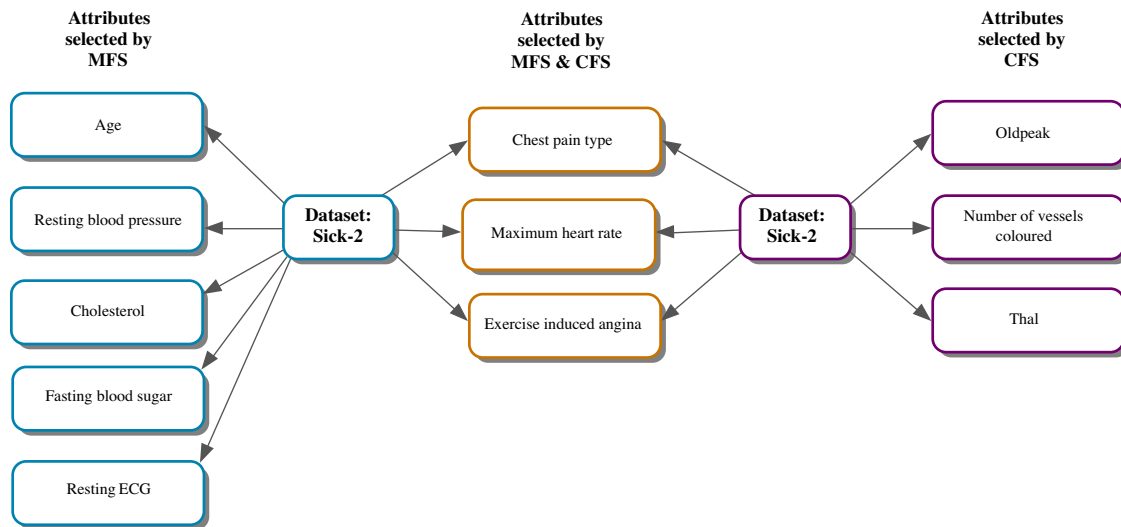 Attributes
selected by
MFS
Attributes
selected by
MFS & CFS
Attributes
selected by
CFS
Age
Resting blood pressure
Cholesterol
Fasting blood sugar
Resting ECG
Dataset:
Sick-2
Chest pain type
Maximum heart rate
Exercise induced angina
Dataset:
Sick-2
Oldpeak
Number of vessels
coloured
Thal